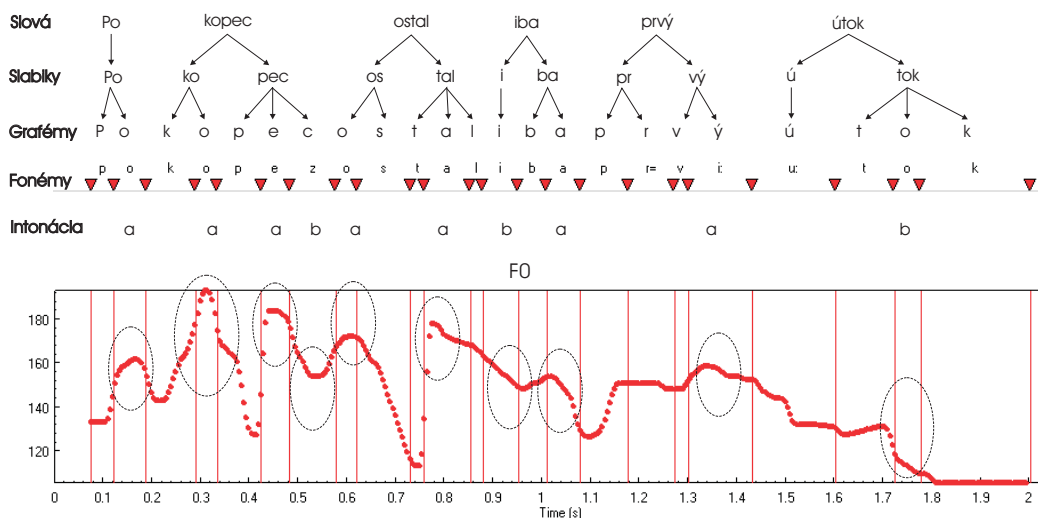 Slová Po kopec ostal iba prvý útok
Slabiky Po ko pec os tal i ba pr vý ú tok
Grafémy P o k o p e c o s t a l i b a p r v ý ú t o k
Fonémy p o k o p e z o s t a l i b a p r= v i: u: t o k
Intonácia a a a b a a b a a b
F0
180
160
140
120
0 0.1 0.2 0.3 0.4 0.5 0.6 0.7 0.8 0.9 1 1.1 1.2 1.3 1.4 1.5 1.6 1.7 1.8 1.9 2
Time (s)